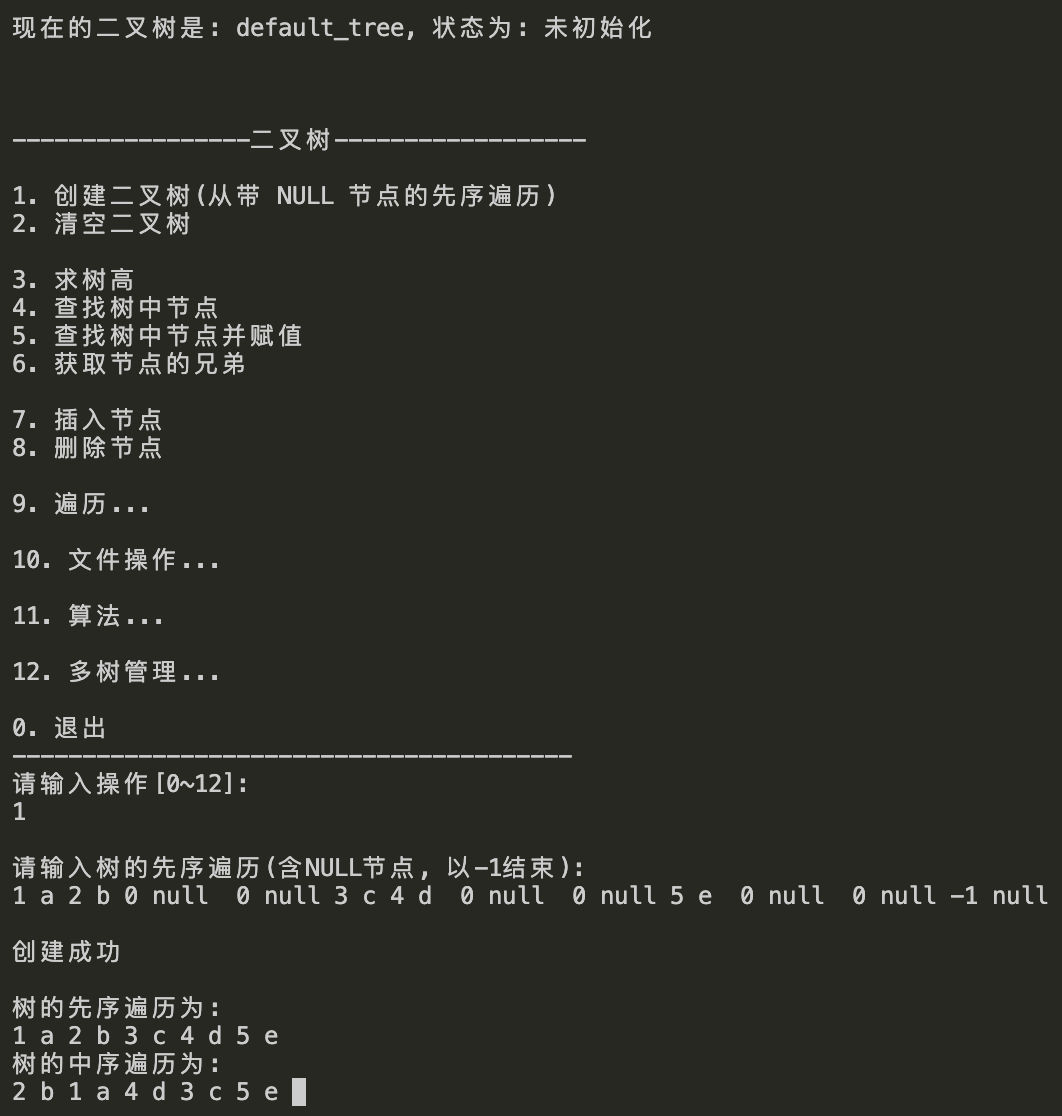 现在的二叉树是: default_tree, 状态为: 未初始化
-----------------二叉树------------------
1. 创建二叉树(从带 NULL 节点的先序遍历)
2. 清空二叉树
3. 求树高
4. 查找树中节点
5. 查找树中节点并赋值
6. 获取节点的兄弟
7. 插入节点
8. 删除节点
9. 遍历...
10. 文件操作...
11. 算法...
12. 多树管理...
0. 退出
----------------------------------------
请输入操作[0~12]:
1
请输入树的先序遍历(含NULL节点, 以-1结束):
1 a 2 b 0 null  0 null 3 c 4 d  0 null  0 null 5 e  0 null  0 null -1 null
创建成功
树的先序遍历为:
1 a 2 b 3 c 4 d 5 e
树的中序遍历为:
2 b 1 a 4 d 3 c 5 e